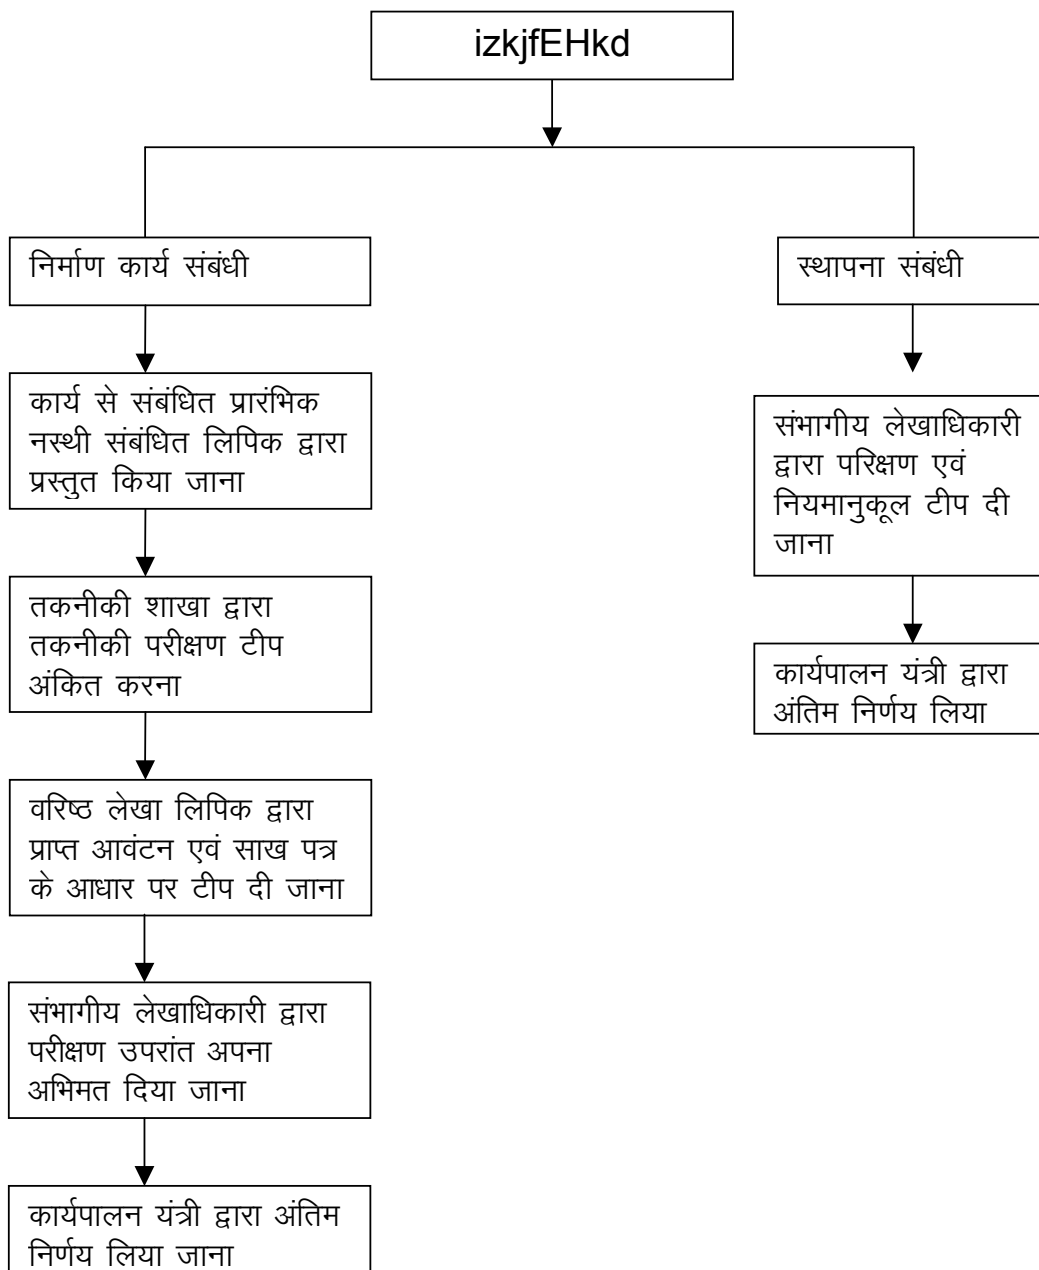 izkjfEHkd
निर्माण कार्य संबंधी
कार्य से संबंधित प्रारंभिक
नस्थी संबंधित लिपिक द्वारा
प्रस्तुत किया जाना
तकनीकी शाखा द्वारा
तकनीकी परीक्षण टीप
अंकित करना
वरिष्ठ लेखा लिपिक द्वारा
प्राप्त आवंटन एवं साख पत्र
के आधार पर टीप दी जाना
संभागीय लेखाधिकारी द्वारा
परीक्षण उपरांत अपना
अभिमत दिया जाना
कार्यपालन यंत्री द्वारा अंतिम
निर्णय लिया जाना
स्थापना संबंधी
संभागीय लेखाधिकारी
द्वारा परिक्षण एवं
नियमानुकूल टीप दी
जाना
कार्यपालन यंत्री द्वारा
अंतिम निर्णय लिया